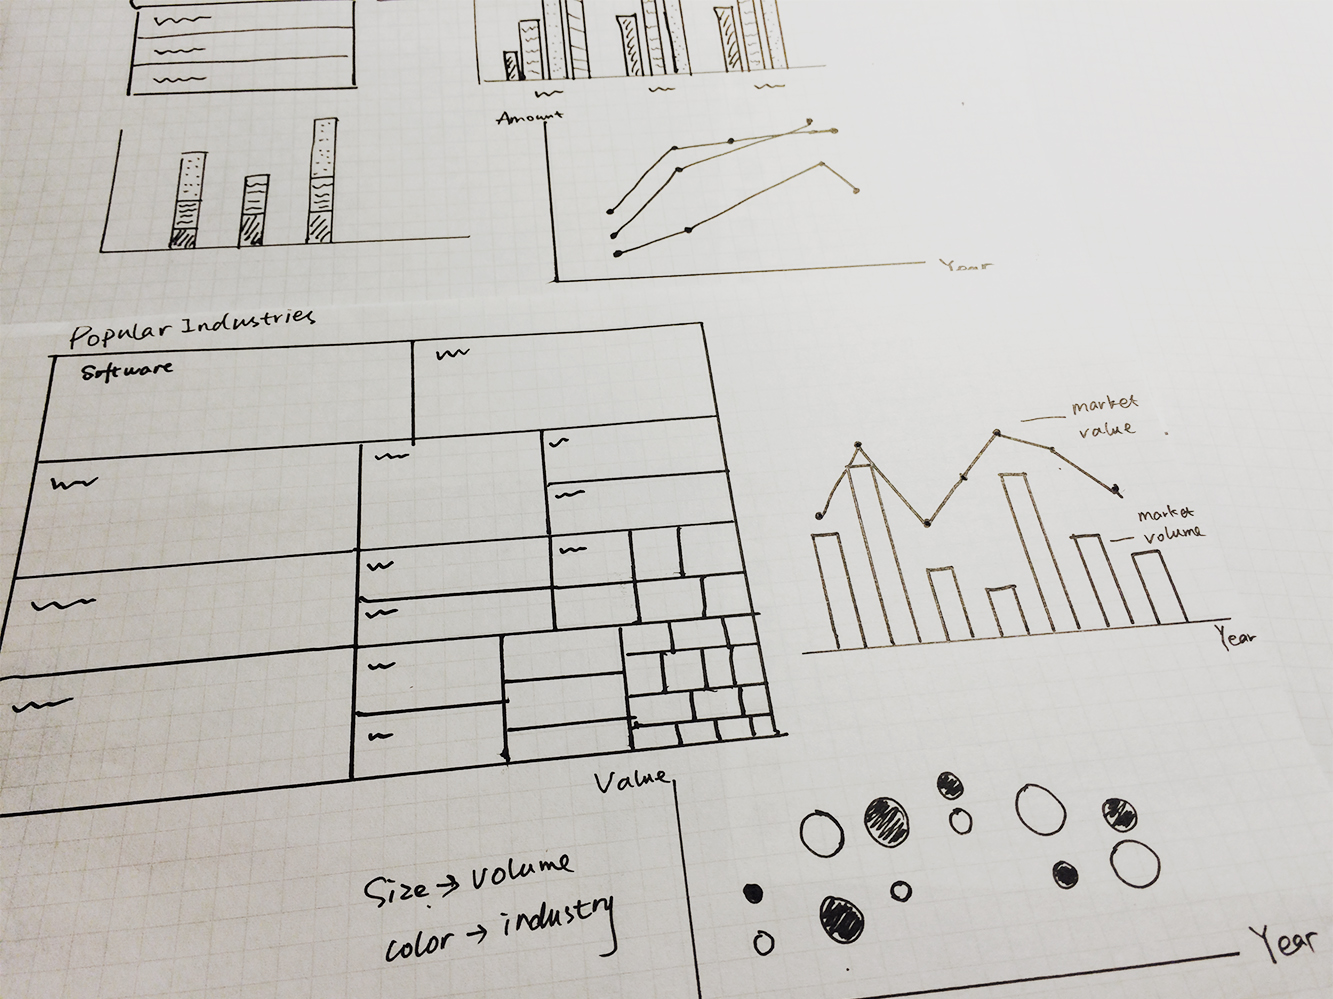 Amount
Year
Popular Industries
Software
market
value
market
volume
Year
Value
Size → volume
color → industry
Year